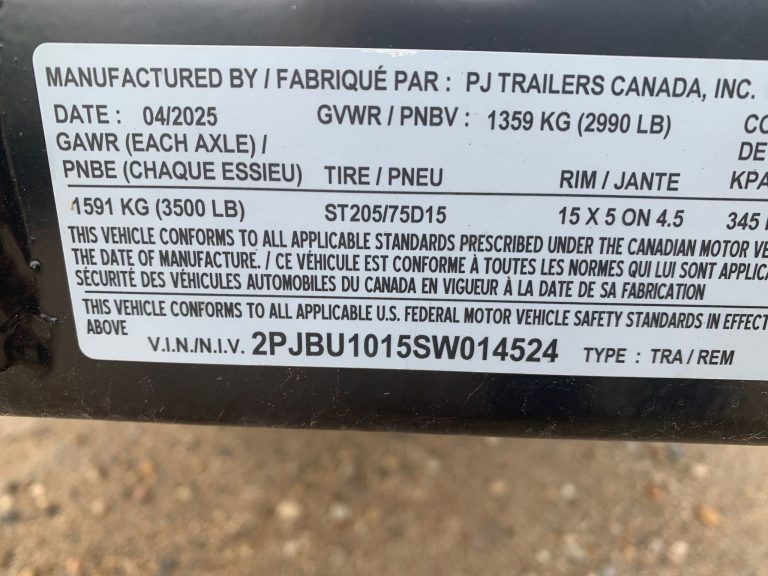 MANUFACTURED BY / FABRIQUÉ PAR : PJ TRAILERS CANADA, INC.
DATE : 04/2025 GVWR / PNBV : 1359 KG (2990 LB)
GAWR (EACH AXLE) /
PNBE (CHAQUE ESSIEU) TIRE / PNEU RIM / JANTE KPA
1591 KG (3500 LB) ST205/75D15 15 X 5 ON 4.5 345
THIS VEHICLE CONFORMS TO ALL APPLICABLE STANDARDS PRESCRIBED UNDER THE CANADIAN MOTOR
THE DATE OF MANUFACTURE. / CE VÉHICULE EST CONFORME À TOUTES LES NORMES QUI LUI SONT
SÉCURITÉ DES VÉHICULES AUTOMOBILES DU CANADA EN VIGUEUR À LA DATE DE SA FABRICATION
THIS VEHICLE CONFORMS TO ALL APPLICABLE U.S. FEDERAL MOTOR VEHICLE SAFETY STANDARDS IN EFFECT
ABOVE
V.I.N./N.I.V. 2PJBU1015SW014524 TYPE : TRA / REM